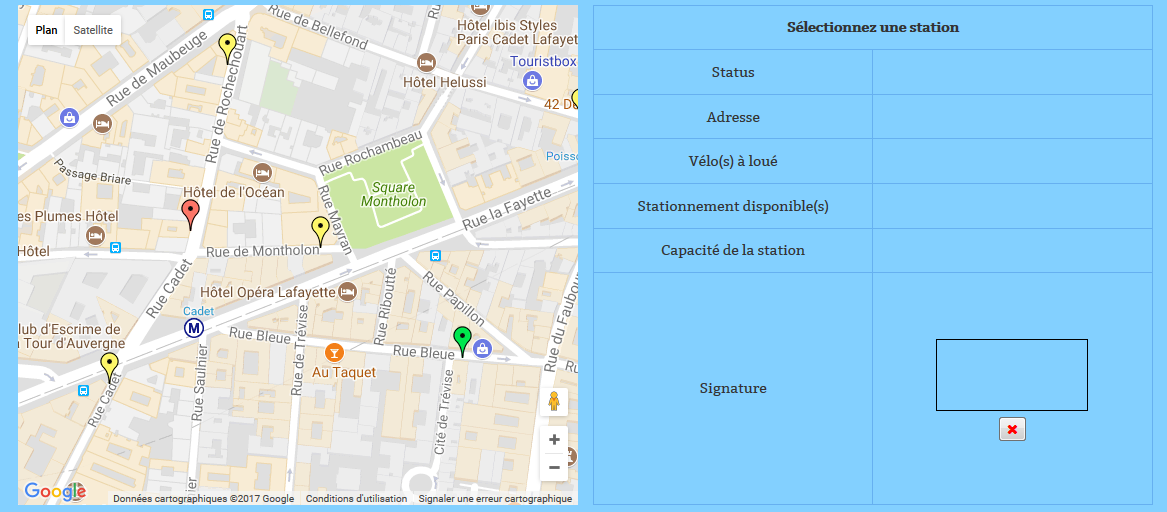 Plan
Satellite
Rue de Bellefond
Hôtel ibis Styles
Paris Cadet Lafayet
Rue de Maubeuge
Rue de Rochechouart
Touristbox
Hôtel Helussi
42 D
Rue Rochambeau
Poisso
Passage Briare
Hôtel de l'Océan
Square
Montholon
Rue Mayran
es Plumes Hôtel
Rue la Fayette
Hôtel
Rue de Montholon
Rue Cadet
Hôtel Opéra Lafayette
Rue Riboutté
Rue Papillon
Cadet
M
lub d'Escrime de
Tour d'Auvergne
Rue Bleue
Rue de Trévise
Rue Bleue
Rue du Faubou
Ru
Au Taquet
Rue Saulnier
Rue Cadet
Cité de Trévise
+
−
Google
Données cartographiques ©2017 Google
Conditions d'utilisation
Signaler une erreur cartographique
Sélectionnez une station
Status
Adresse
Vélo(s) à loué
Stationnement disponible(s)
Capacité de la station
Signature